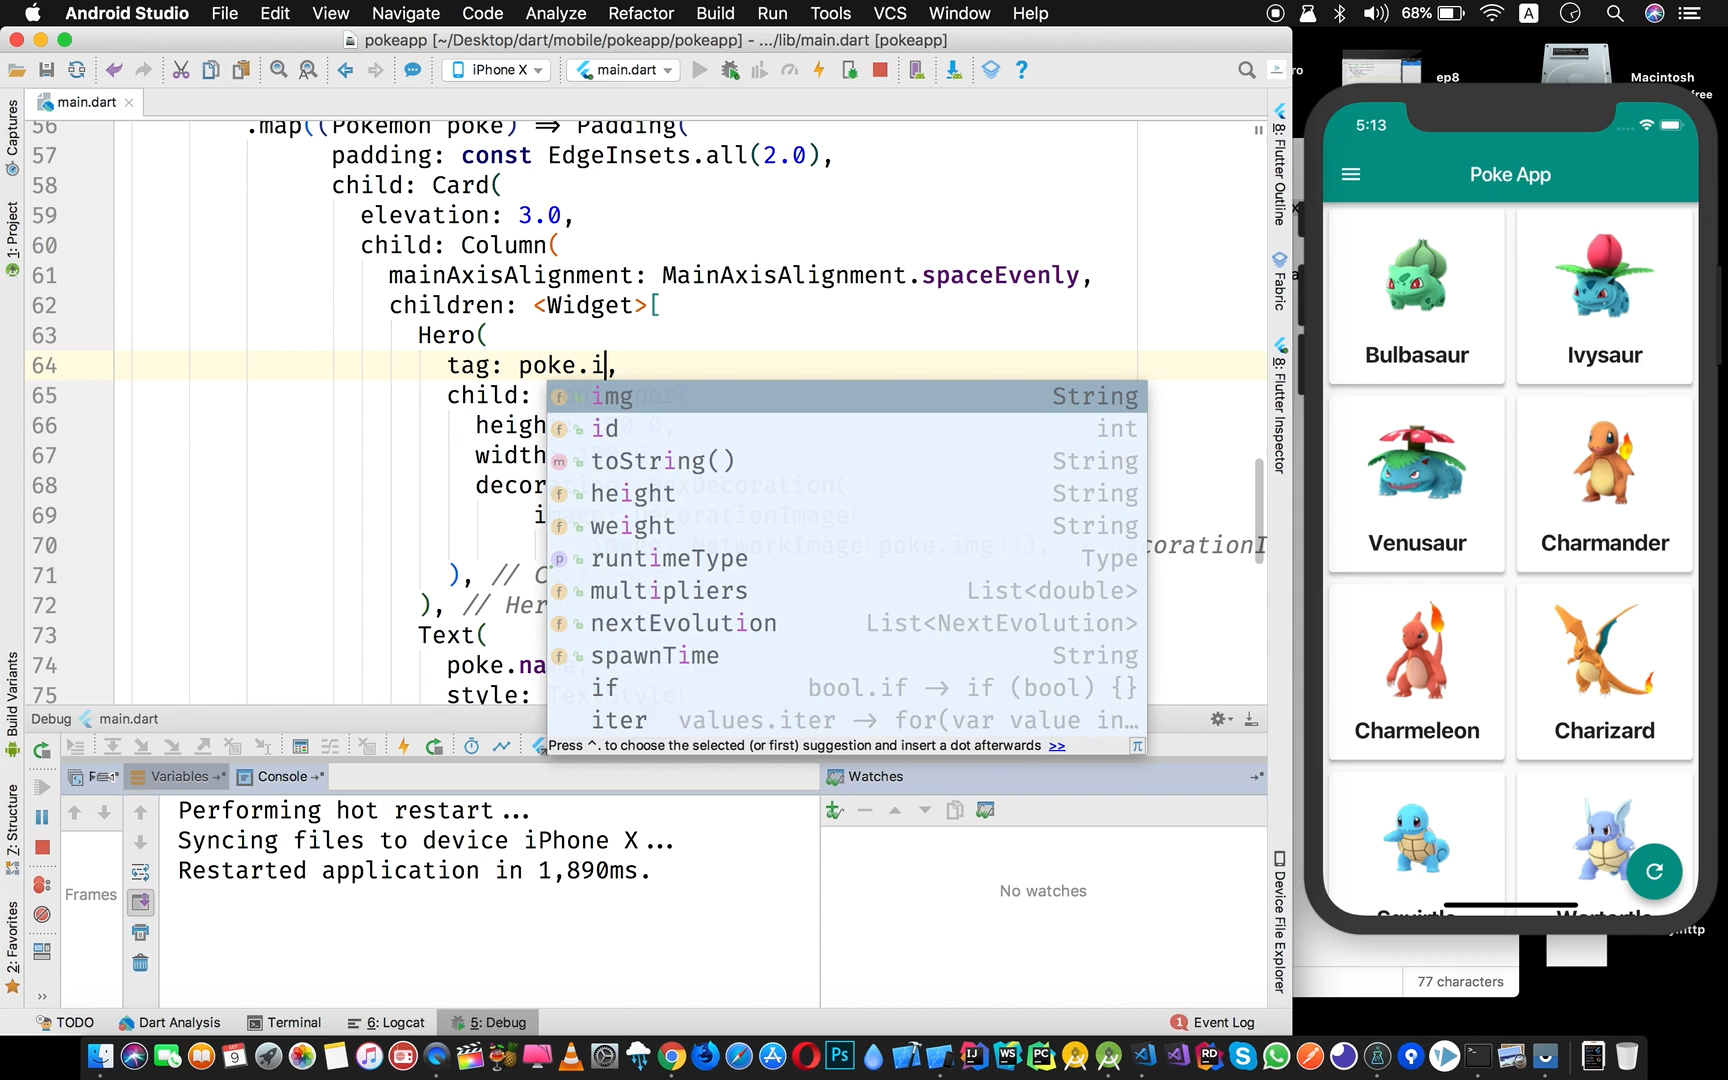 Android Studio File Edit View Navigate Code Analyze Refactor Build Run Tools VCS Window Help 68% A
pokeapp [~/Desktop/dart/mobile/pokeapp/pokeapp] - .../lib/main.dart [pokeapp]
iPhone X main.dart
main.dart
56 .map((Pokemon poke) => Padding(
57 padding: const EdgeInsets.all(2.0),
58 child: Card(
59 elevation: 3.0,
60 child: Column(
61 mainAxisAlignment: MainAxisAlignment.spaceEvenly,
62 children: <Widget>[
63 Hero(
64 tag: poke.i,
65 child:
66 heigh
67 width
68 decor
69 i
70
71 ), // C
72 ), // Her
73 Text(
74 poke.na
75 style:
img String
id int
toString() String
height String
weight String
runtimeType Type
multipliers List<double>
nextEvolution List<NextEvolution>
spawnTime String
if bool.if → if (bool) {}
iter values.iter → for(var value in…
Press ^. to choose the selected (or first) suggestion and insert a dot afterwards >>
Captures
1: Project
Build Variants
7: Structure
2: Favorites
8: Flutter Outline
Fabric
8: Flutter Inspector
Device File Explorer
Debug main.dart
Variables
Console
Watches
Frames
Performing hot restart...
Syncing files to device iPhone X...
Restarted application in 1,890ms.
No watches
TODO Dart Analysis Terminal 6: Logcat 5: Debug 1 Event Log
ep8
Macintosh
free
5:13
Poke App
Bulbasaur
Ivysaur
Venusaur
Charmander
Charmeleon
Charizard
Squirtle
Wartortle
77 characters